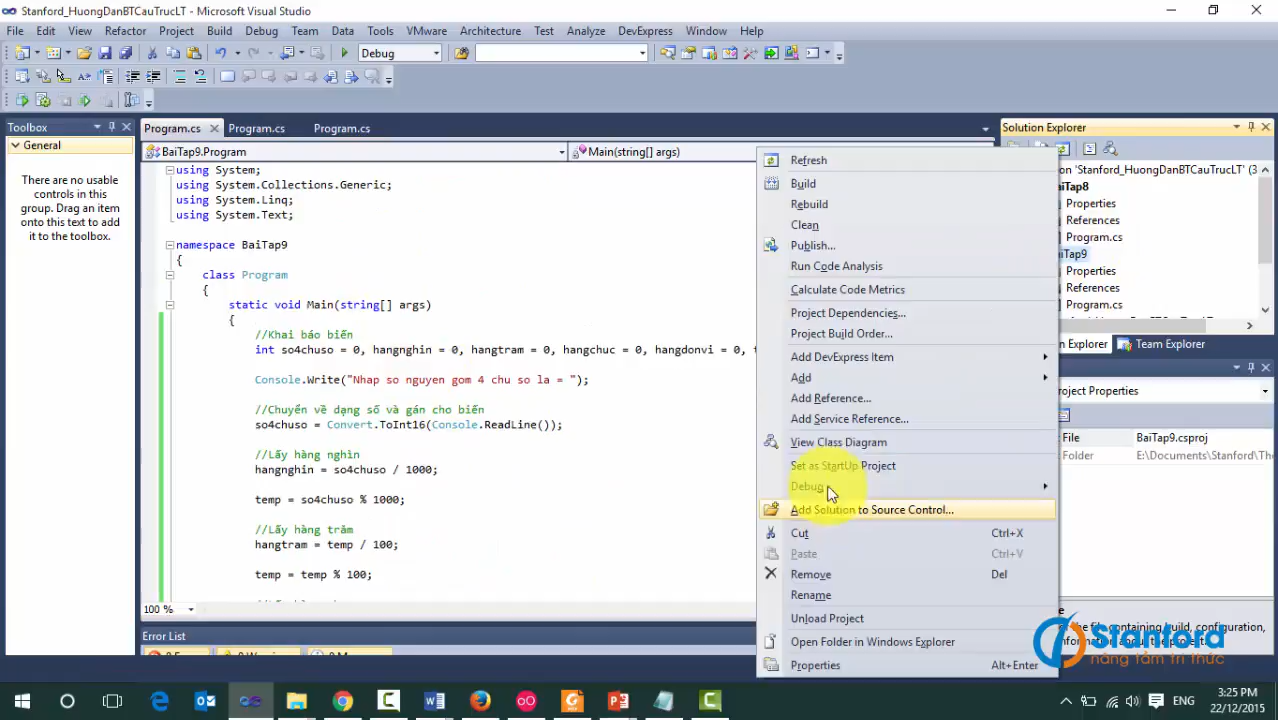 Stanford_HuongDanBTCauTrucLT - Microsoft Visual Studio
File Edit View Refactor Project Build Debug Team Data Tools VMware Architecture Test Analyze DevExpress Window Help
Debug
Toolbox
General
There are no usable
controls in this
group. Drag an item
onto this text to add
it to the toolbox.
Program.cs Program.cs Program.cs
BaiTap9.Program
Main(string[] args)
using System;
using System.Collections.Generic;
using System.Linq;
using System.Text;
namespace BaiTap9
{
class Program
{
static void Main(string[] args)
{
//Khai báo biến
int so4chuso = 0, hangnghin = 0, hangtram = 0, hangchuc = 0, hangdonvi = 0, t
Console.Write("Nhap so nguyen gom 4 chu so la = ");
//Chuyển về dạng số và gán cho biến
so4chuso = Convert.ToInt16(Console.ReadLine());
//Lấy hàng nghìn
hangnghin = so4chuso / 1000;
temp = so4chuso % 1000;
//Lấy hàng trăm
hangtram = temp / 100;
temp = temp % 100;
100 %
Error List
Refresh
Build
Rebuild
Clean
Publish...
Run Code Analysis
Calculate Code Metrics
Project Dependencies...
Project Build Order...
Add DevExpress Item
Add
Add Reference...
Add Service Reference...
View Class Diagram
Set as StartUp Project
Debug
Add Solution to Source Control...
Cut Ctrl+X
Paste Ctrl+V
Remove Del
Rename
Unload Project
Open Folder in Windows Explorer
Properties Alt+Enter
Solution Explorer
on 'Stanford_HuongDanBTCauTrucLT' (3
aiTap8
Properties
References
Program.cs
aiTap9
Properties
References
Program.cs
n Explorer Team Explorer
oject Properties
File BaiTap9.csproj
Folder E:\Documents\Stanford\The
e
r the file containing build, configuration,
Stanford
nâng tầm tri thức
ENG
3:25 PM
22/12/2015